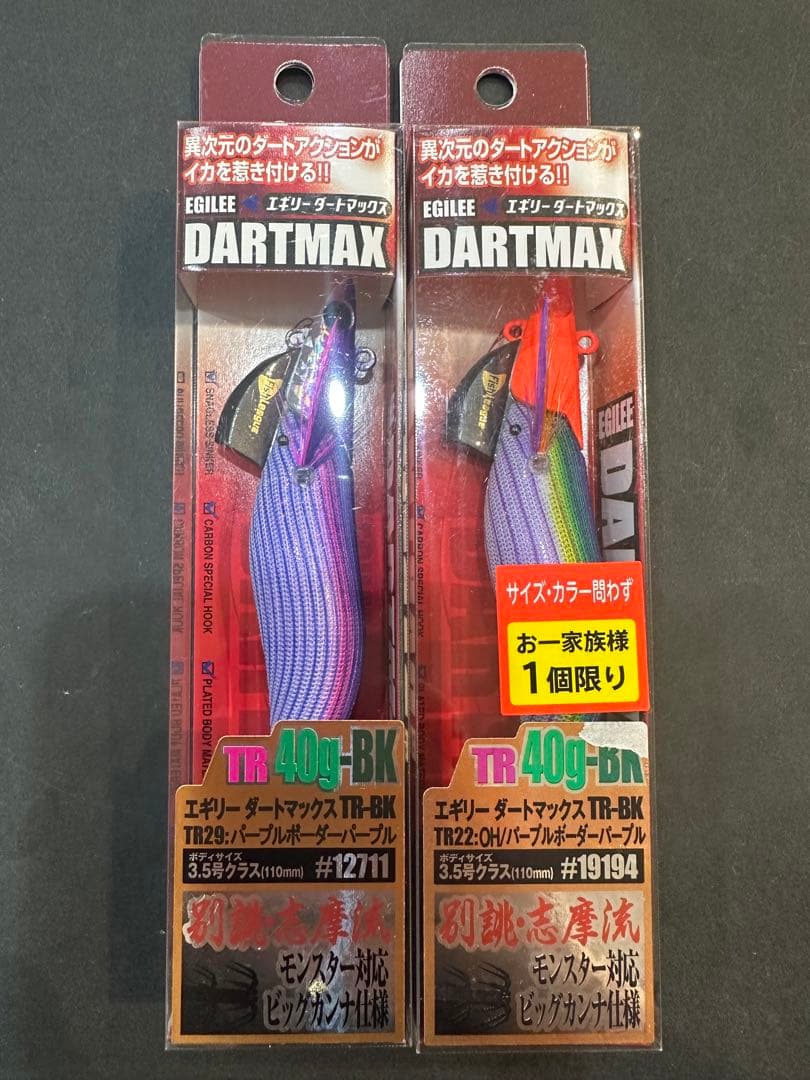 異次元のダートアクションが
イカを惹き付ける!!
EGILEE エギリー ダートマックス
DARTMAX
FishLeague
SNAGLESS SINKER
CARBON SPECIAL HOOK
PLATED BODY MAT
TR 40g-BK
エギリー ダートマックス TR-BK
TR29:パープルボーダーパープル
ボディサイズ
3.5号クラス(110mm) #12711
別誂・志摩流
モンスター対応
ビッグカンナ仕様
異次元のダートアクションが
イカを惹き付ける!!
EGiLEE エギリー ダートマックス
DARTMAX
FishLeague
EGILEE
サイズ・カラー問わず
お一家族様
1個限り
TR 40g-BK
エギリー ダートマックス TR-BK
TR22:OH/パープルボーダーパープル
ボディサイズ
3.5号クラス(110mm) #19194
別誂・志摩流
モンスター対応
ビッグカンナ仕様